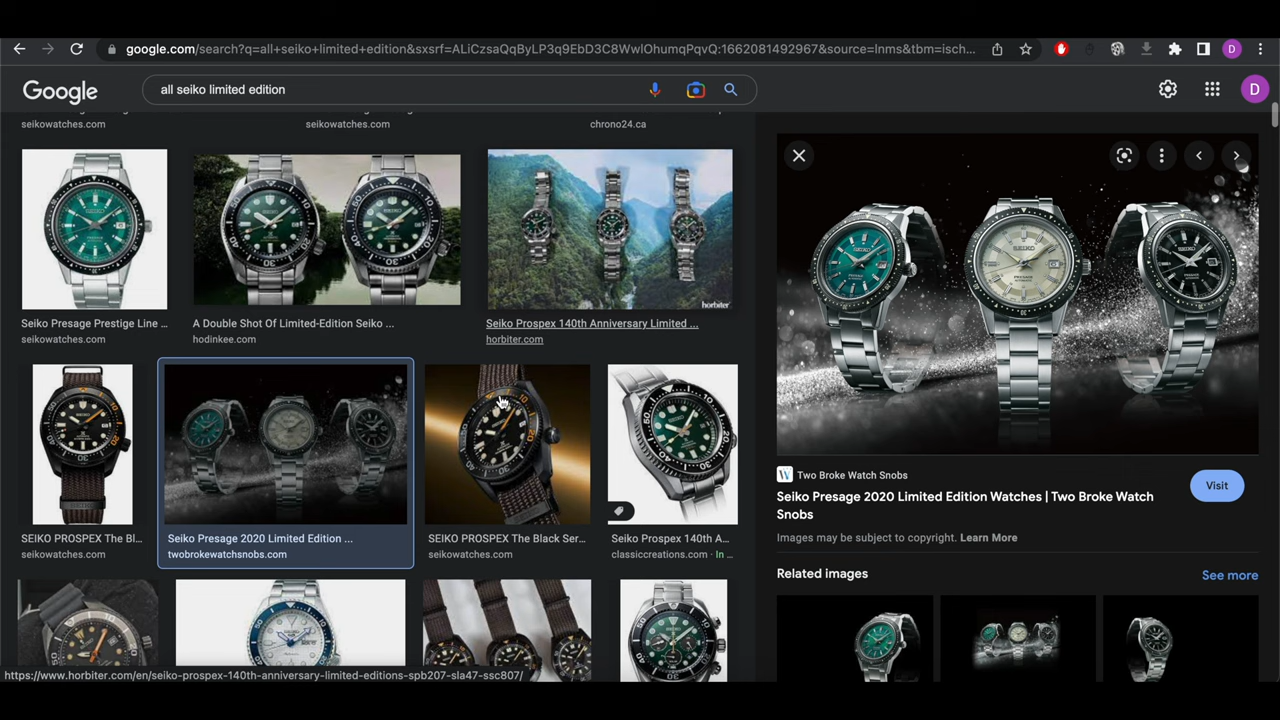 google.com/search?q=all+seiko+limited+edition&sxsrf=ALiCzsaQqByLP3q9EbD3C8WwlOhumqPqvQ:1662081492967&source=lnms&tbm=isch...
D
Google
all seiko limited edition
D
seikowatches.com
seikowatches.com
chrono24.ca
Seiko Presage Prestige Line ...
seikowatches.com
A Double Shot Of Limited-Edition Seiko ...
hodinkee.com
horbiter
Seiko Prospex 140th Anniversary Limited ...
horbiter.com
SEIKO
PRESAGE
SEIKO PROSPEX The Bl...
seikowatches.com
Seiko Presage 2020 Limited Edition ...
twobrokewatchsnobs.com
SEIKO PROSPEX The Black Ser...
seikowatches.com
Seiko Prospex 140th A...
classiccreations.com · In ...
Two Broke Watch Snobs
Seiko Presage 2020 Limited Edition Watches | Two Broke Watch
Snobs
Visit
Images may be subject to copyright. Learn More
Related images
See more
https://www.horbiter.com/en/seiko-prospex-140th-anniversary-limited-editions-spb207-sla47-ssc807/